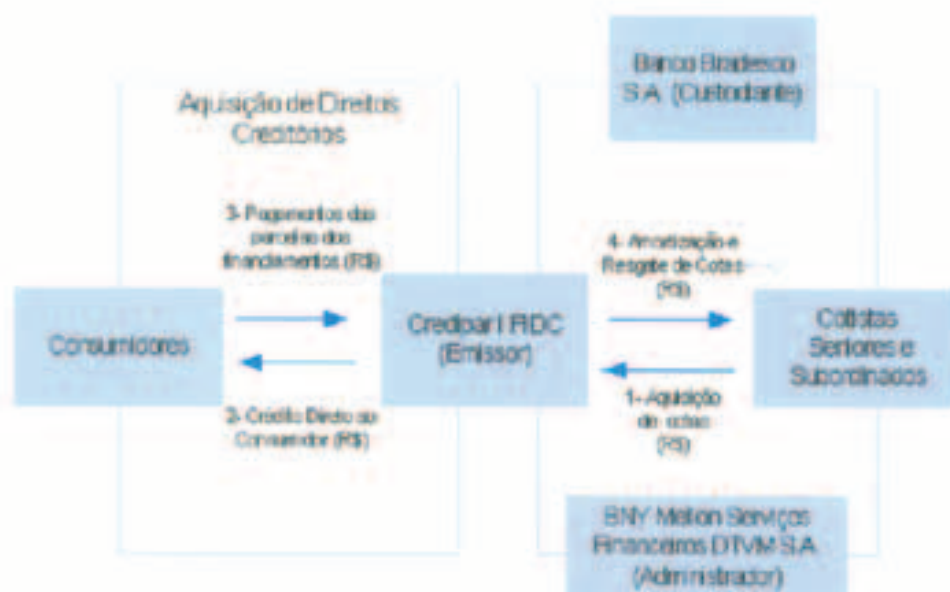 Banco Bradesco
S.A. (Custodiante)
Aquisição de Direitos
Creditórios
3- Pagamentos das
parcelas dos
financiamentos (R$)
4- Amortização e
Resgate de Cotas
(R$)
Consumidores
Credipar I FIDC
(Emissor)
Cotistas
Seniores e
Subordinados
2- Crédito Direto ao
Consumidor (R$)
1- Aquisição
de cotas
(R$)
BNY Mellon Serviços
Financeiros DTVM S.A.
(Administrador)